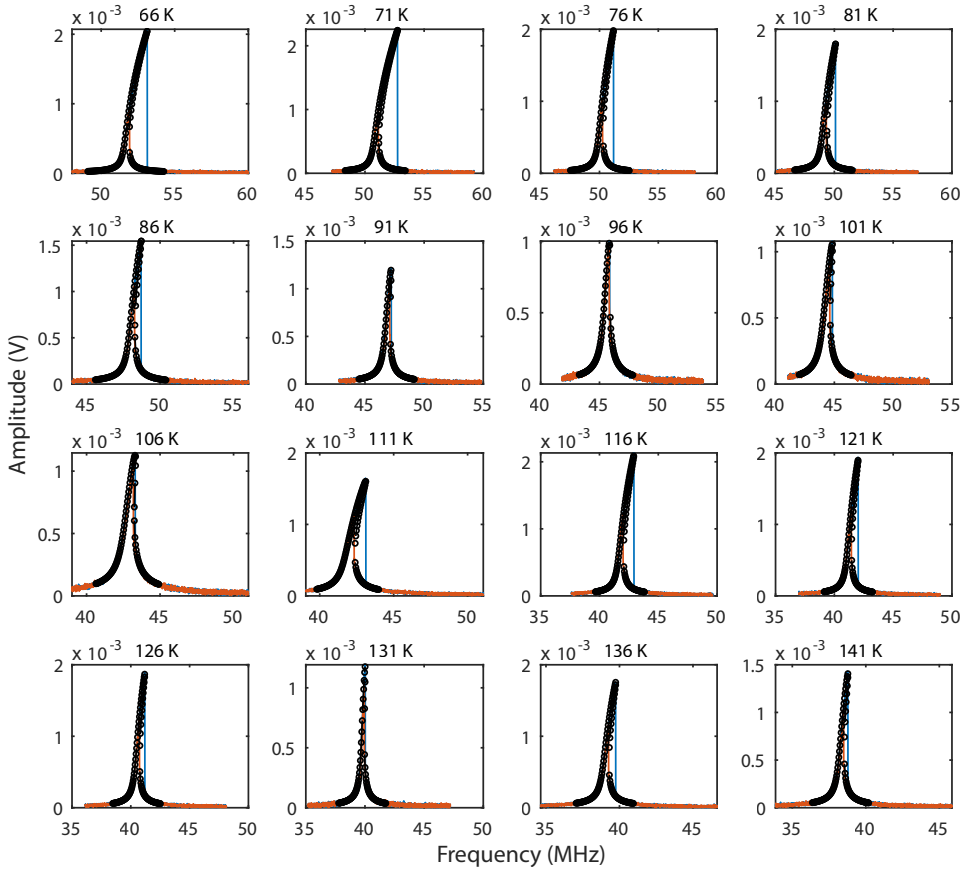 x 10 -3 66 K x 10 -3 71 K x 10 -3 76 K x 10 -3 81 K
2 2 2 2
1 1 1 1
0 0 0 0
50 55 60 45 50 55 60 45 50 55 60 45 50 55 60
x 10 -3 86 K x 10 -3 91 K x 10 -3 96 K x 10 -3 101 K
1.5 1.5 1 1
1 1 0.5 0.5
0.5 0.5
0 0 0 0
45 50 55 40 45 50 55 40 45 50 55 40 45 50 55
x 10 -3 106 K x 10 -3 111 K x 10 -3 116 K x 10 -3 121 K
1 2 2 2
0.5 1 1 1
0 0 0 0
40 45 50 40 45 50 35 40 45 50 35 40 45 50
x 10 -3 126 K x 10 -3 131 K x 10 -3 136 K x 10 -3 141 K
2 1 2 1.5
1 0.5 1 1
0.5
0 0 0 0
35 40 45 50 35 40 45 50 35 40 45 35 40 45
Amplitude (V)
Frequency (MHz)